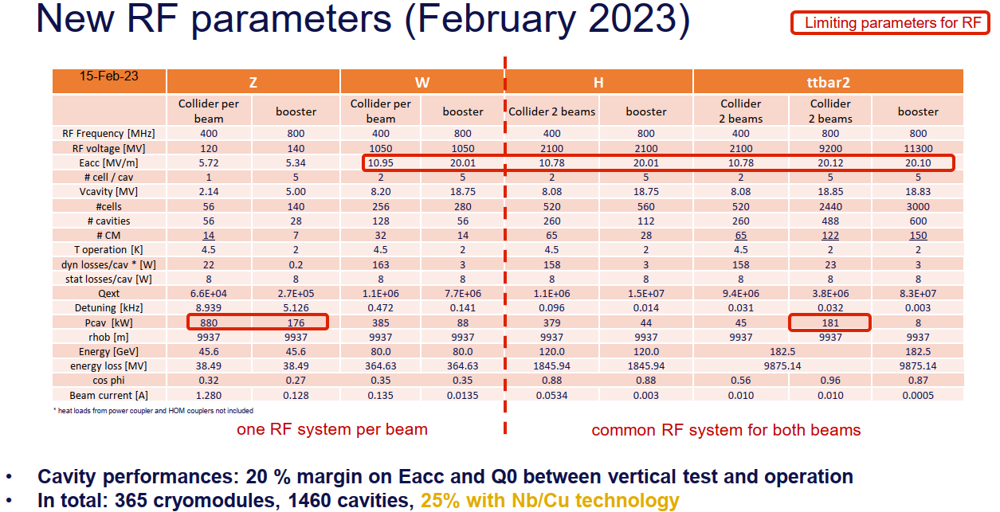 New RF parameters (February 2023)
Limiting parameters for RF
15-Feb-23 Z W H ttbar2
Collider per beam booster Collider per beam booster Collider 2 beams booster Collider 2 beams Collider 2 beams booster
RF Frequency [MHz] 400 800 400 800 400 800 400 800 800
RF voltage [MV] 120 140 1050 1050 2100 2100 2100 9200 11300
Eacc [MV/m] 5.72 5.34 10.95 20.01 10.78 20.01 10.78 20.12 20.10
# cell / cav 1 5 2 5 2 5 2 5 5
Vcavity [MV] 2.14 5.00 8.20 18.75 8.08 18.75 8.08 18.85 18.83
#cells 56 140 256 280 520 560 520 2440 3000
# cavities 56 28 128 56 260 112 260 488 600
# CM 14 7 32 14 65 28 65 122 150
T operation [K] 4.5 2 4.5 2 4.5 2 4.5 2 2
dyn losses/cav * [W] 22 0.2 163 3 158 3 158 23 3
stat losses/cav [W] 8 8 8 8 8 8 8 8 8
Qext 6.6E+04 2.7E+05 1.1E+06 7.7E+06 1.1E+06 1.5E+07 9.4E+06 3.8E+06 8.3E+07
Detuning [kHz] 8.939 5.126 0.472 0.141 0.096 0.014 0.031 0.032 0.003
Pcav [kW] 880 176 385 88 379 44 45 181 8
rhob [m] 9937 9937 9937 9937 9937 9937 9937 9937 9937
Energy [GeV] 45.6 45.6 80.0 80.0 120.0 120.0 182.5 182.5
energy loss [MV] 38.49 38.49 364.63 364.63 1845.94 1845.94 9875.14 9875.14
cos phi 0.32 0.27 0.35 0.35 0.88 0.88 0.56 0.96 0.87
Beam current [A] 1.280 0.128 0.135 0.0135 0.0534 0.003 0.010 0.010 0.0005
* heat loads from power coupler and HOM couplers not included
one RF system per beam
common RF system for both beams
• Cavity performances: 20 % margin on Eacc and Q0 between vertical test and operation
• In total: 365 cryomodules, 1460 cavities, 25% with Nb/Cu technology